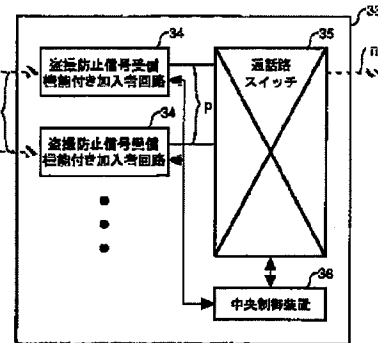 33
34
盗撮防止信号受信
機能付き加入者回路
34
盗撮防止信号受信
機能付き加入者回路
p
35
通話路
スイッチ
n
36
中央制御装置